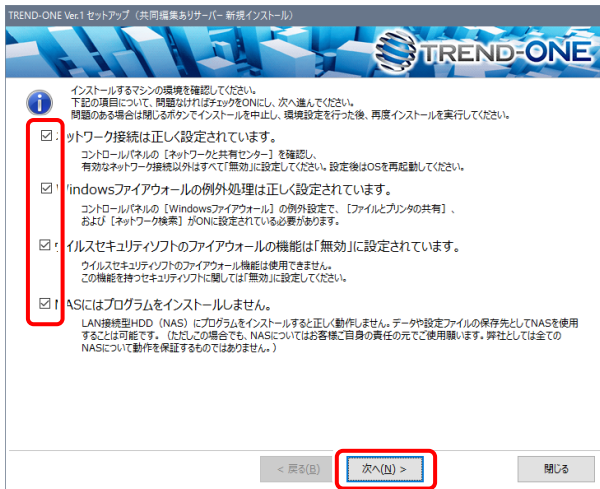 TREND-ONE Ver.1 セットアップ（共同編集ありサーバー 新規インストール）
TREND-ONE
インストールするマシンの環境を確認してください。
下記の項目について、問題なければチェックをONにし、次へ進んでください。
問題のある場合は閉じるボタンでインストールを中止し、環境設定を行った後、再度インストールを実行してください。
ットワーク接続は正しく設定されています。
コントロールパネルの［ネットワークと共有センター］を確認し、
有効なネットワーク接続以外はすべて「無効」に設定してください。設定後はOSを再起動してください。
indowsファイアウォールの例外処理は正しく設定されています。
コントロールパネルの［Windowsファイアウォール］の例外設定で、［ファイルとプリンタの共有］、
および［ネットワーク検索］がONに設定されている必要があります。
イルスセキュリティソフトのファイアウォールの機能は「無効」に設定されています。
ウイルスセキュリティソフトのファイアウォール機能は使用できません。
この機能を持つセキュリティソフトに関しては「無効」に設定してください。
ASにはプログラムをインストールしません。
LAN接続型HDD（NAS）にプログラムをインストールすると正しく動作しません。データや設定ファイルの保存先としてNASを使用
することは可能です。（ただしこの場合でも、NASについてはお客様ご自身の責任の元でご使用願います。弊社としては全ての
NASについて動作を保証するものではありません。）
< 戻る(B)
次へ(N) >
閉じる